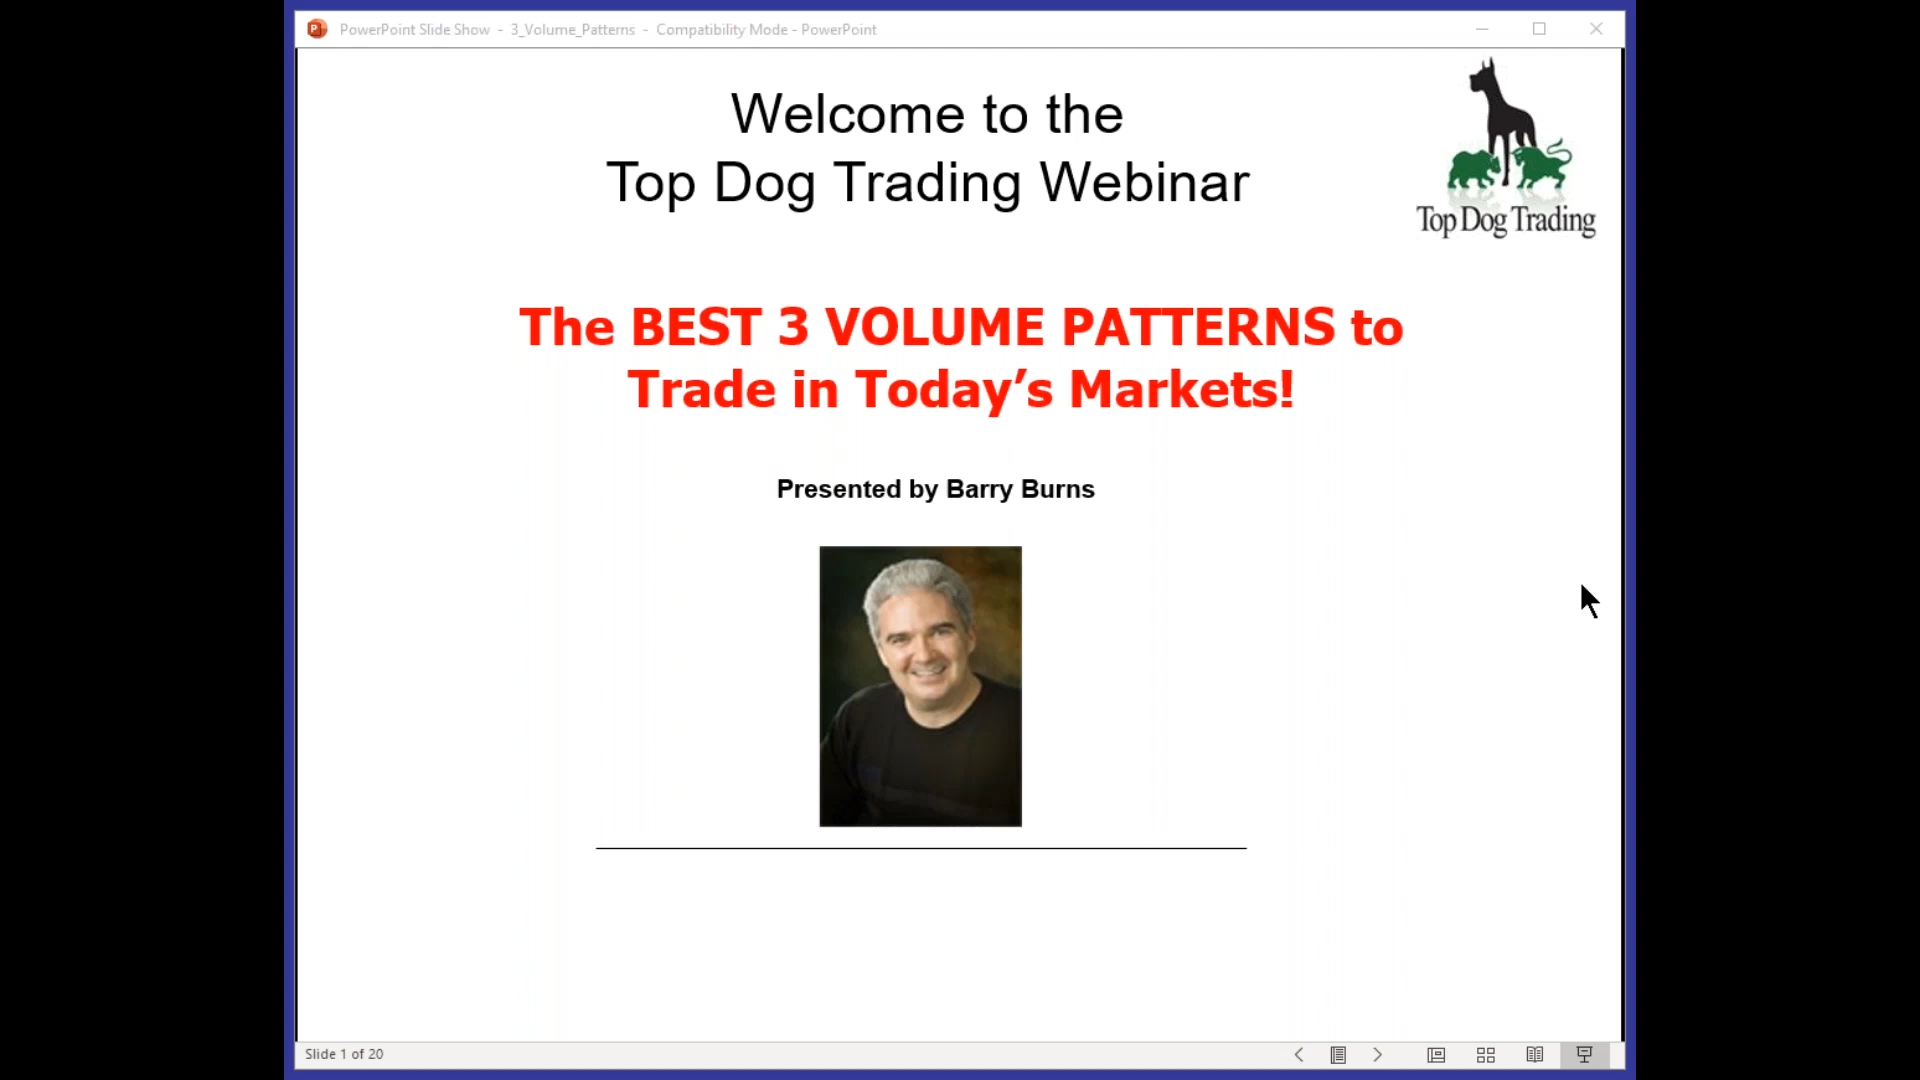 PowerPoint Slide Show - 3_Volume_Patterns - Compatibility Mode - PowerPoint
Welcome to the
Top Dog Trading Webinar
Top Dog Trading
The BEST 3 VOLUME PATTERNS to
Trade in Today’s Markets!
Presented by Barry Burns
Slide 1 of 20